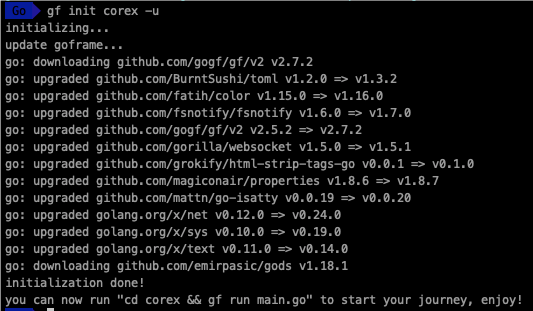 Go gf init corex -u
initializing...
update goframe...
go: downloading github.com/gogf/gf/v2 v2.7.2
go: upgraded github.com/BurntSushi/toml v1.2.0 => v1.3.2
go: upgraded github.com/fatih/color v1.15.0 => v1.16.0
go: upgraded github.com/fsnotify/fsnotify v1.6.0 => v1.7.0
go: upgraded github.com/gogf/gf/v2 v2.5.2 => v2.7.2
go: upgraded github.com/gorilla/websocket v1.5.0 => v1.5.1
go: upgraded github.com/grokify/html-strip-tags-go v0.0.1 => v0.1.0
go: upgraded github.com/magiconair/properties v1.8.6 => v1.8.7
go: upgraded github.com/mattn/go-isatty v0.0.19 => v0.0.20
go: upgraded golang.org/x/net v0.12.0 => v0.24.0
go: upgraded golang.org/x/sys v0.10.0 => v0.19.0
go: upgraded golang.org/x/text v0.11.0 => v0.14.0
go: downloading github.com/emirpasic/gods v1.18.1
initialization done!
you can now run "cd corex && gf run main.go" to start your journey, enjoy!